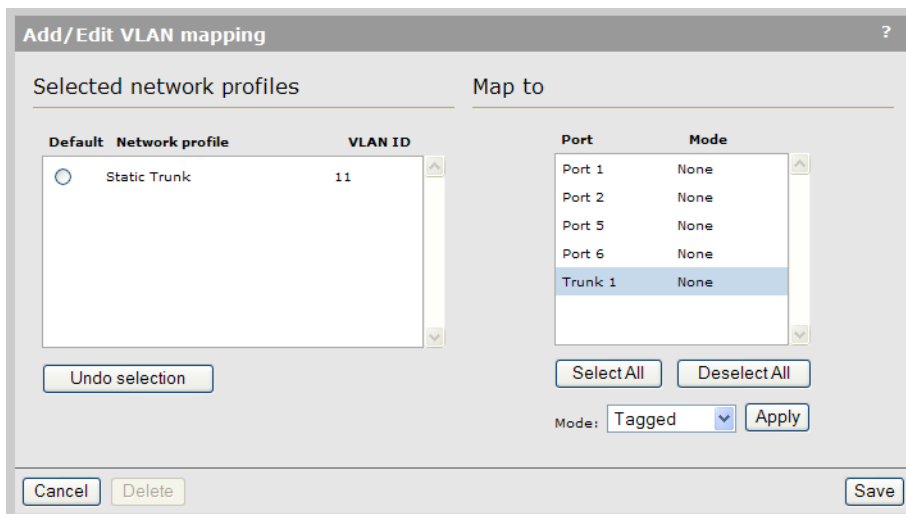 Add/Edit VLAN mapping ?
Selected network profiles
Map to
Default Network profile VLAN ID
Static Trunk 11
Undo selection
Port Mode
Port 1 None
Port 2 None
Port 5 None
Port 6 None
Trunk 1 None
Select All Deselect All
Mode: Tagged Apply
Cancel Delete Save